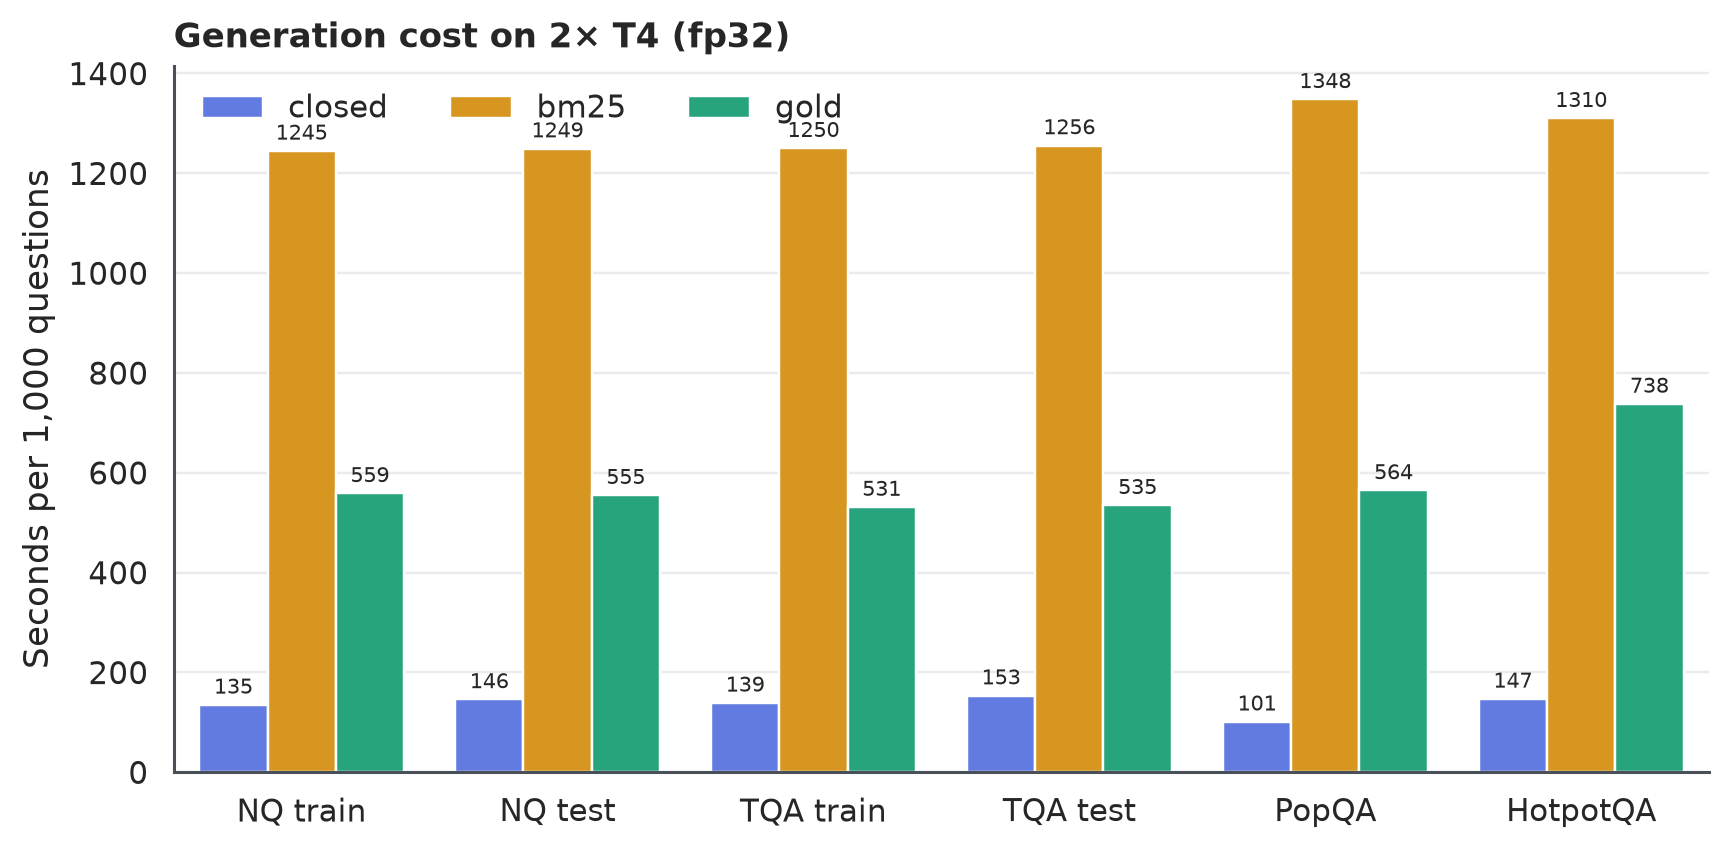 Generation cost on 2× T4 (fp32)
Seconds per 1,000 questions
1400
1200
1000
800
600
400
200
0
closed bm25 gold
1245 1249 1250 1256 1348 1310
559 555 531 535 564 738
135 146 139 153 101 147
NQ train NQ test TQA train TQA test PopQA HotpotQA